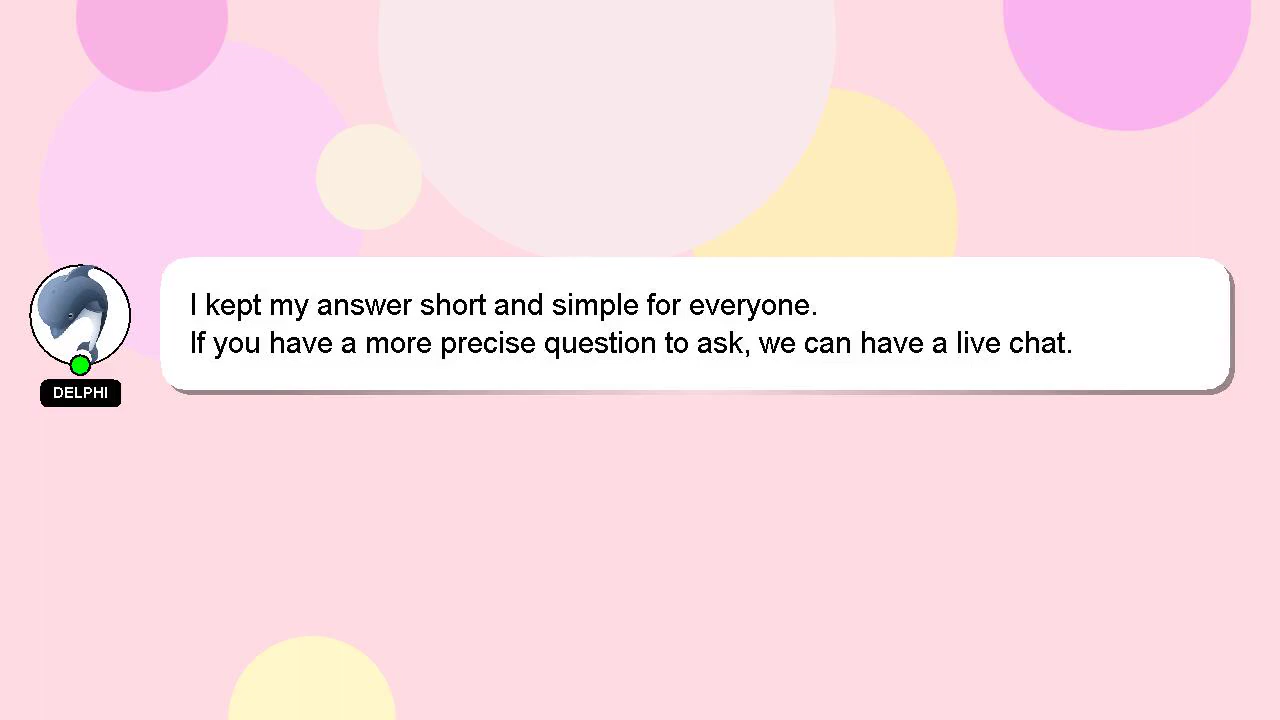 I kept my answer short and simple for everyone.
If you have a more precise question to ask, we can have a live chat.
DELPHI